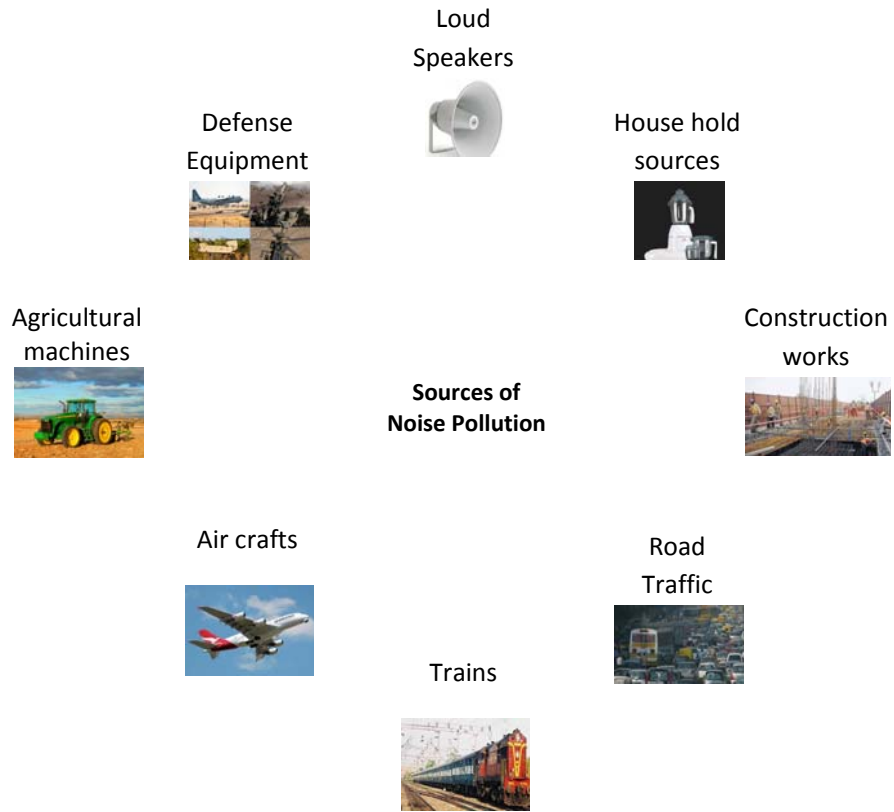 Loud
Speakers
Defense
Equipment
House hold
sources
Agricultural
machines
Construction
works
Sources of
Noise Pollution
Air crafts
Road
Traffic
Trains